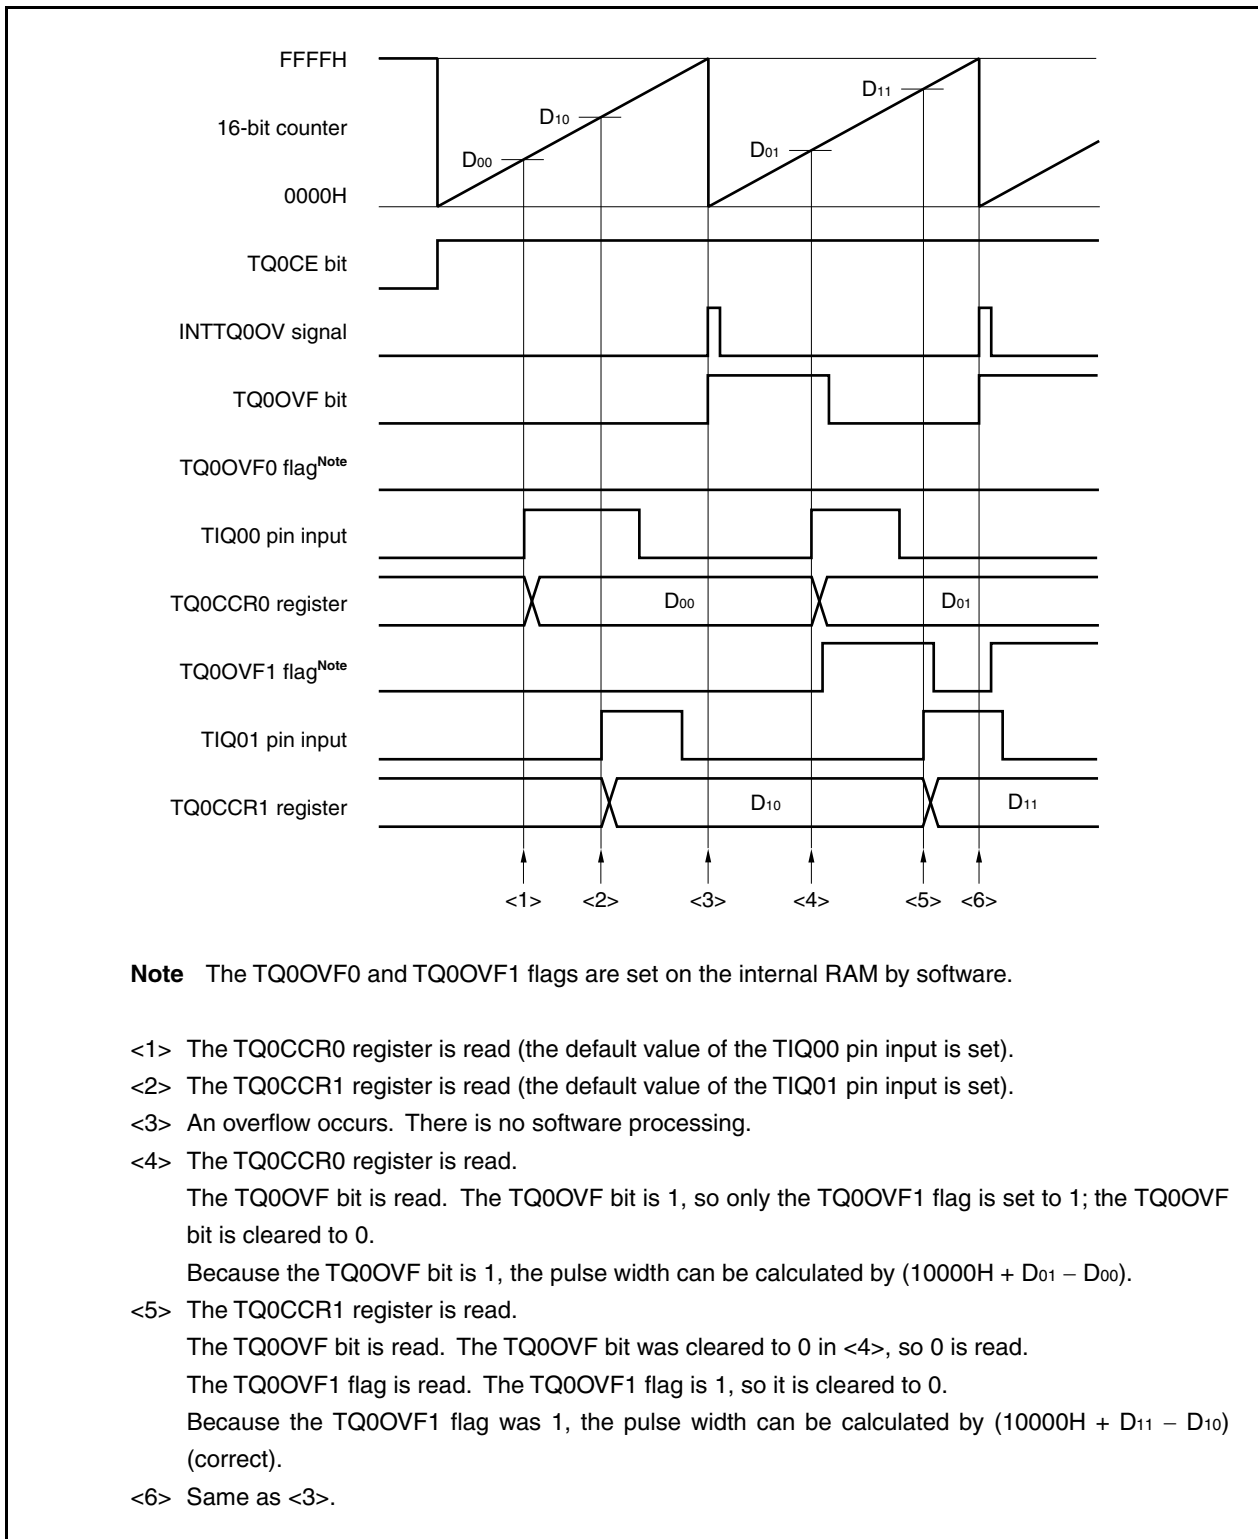 FFFFH
D11
D10
16-bit counter
D01
D00
0000H
TQ0CE bit
INTTQ0OV signal
TQ0OVF bit
TQ0OVF0 flagNote
TIQ00 pin input
TQ0CCR0 register
D00
D01
TQ0OVF1 flagNote
TIQ01 pin input
TQ0CCR1 register
D10
D11
<1> <2> <3> <4> <5> <6>
Note The TQ0OVF0 and TQ0OVF1 flags are set on the internal RAM by software.
<1> The TQ0CCR0 register is read (the default value of the TIQ00 pin input is set).
<2> The TQ0CCR1 register is read (the default value of the TIQ01 pin input is set).
<3> An overflow occurs. There is no software processing.
<4> The TQ0CCR0 register is read.
The TQ0OVF bit is read. The TQ0OVF bit is 1, so only the TQ0OVF1 flag is set to 1; the TQ0OVF
bit is cleared to 0.
Because the TQ0OVF bit is 1, the pulse width can be calculated by (10000H + D01 − D00).
<5> The TQ0CCR1 register is read.
The TQ0OVF bit is read. The TQ0OVF bit was cleared to 0 in <4>, so 0 is read.
The TQ0OVF1 flag is read. The TQ0OVF1 flag is 1, so it is cleared to 0.
Because the TQ0OVF1 flag was 1, the pulse width can be calculated by (10000H + D11 − D10)
(correct).
<6> Same as <3>.